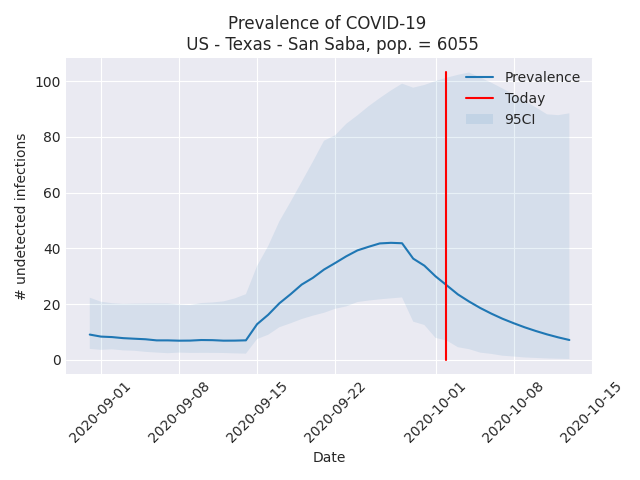 Prevalence of COVID-19
US - Texas - San Saba, pop. = 6055
# undetected infections
100
80
60
40
20
0
Prevalence
Today
95CI
2020-09-01
2020-09-08
2020-09-15
2020-09-22
2020-10-01
2020-10-08
2020-10-15
Date